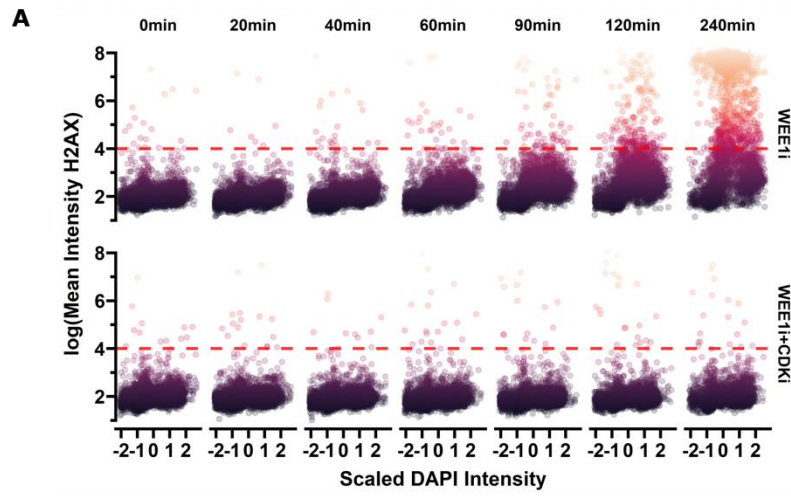 A
0min 20min 40min 60min 90min 120min 240min
8
6
4
2
WEE1i
log(Mean Intensity H2AX)
8
6
4
2
WEE1i+CDKi
-2 -1 0 1 2 -2 -1 0 1 2 -2 -1 0 1 2 -2 -1 0 1 2 -2 -1 0 1 2 -2 -1 0 1 2 -2 -1 0 1 2
Scaled DAPI Intensity